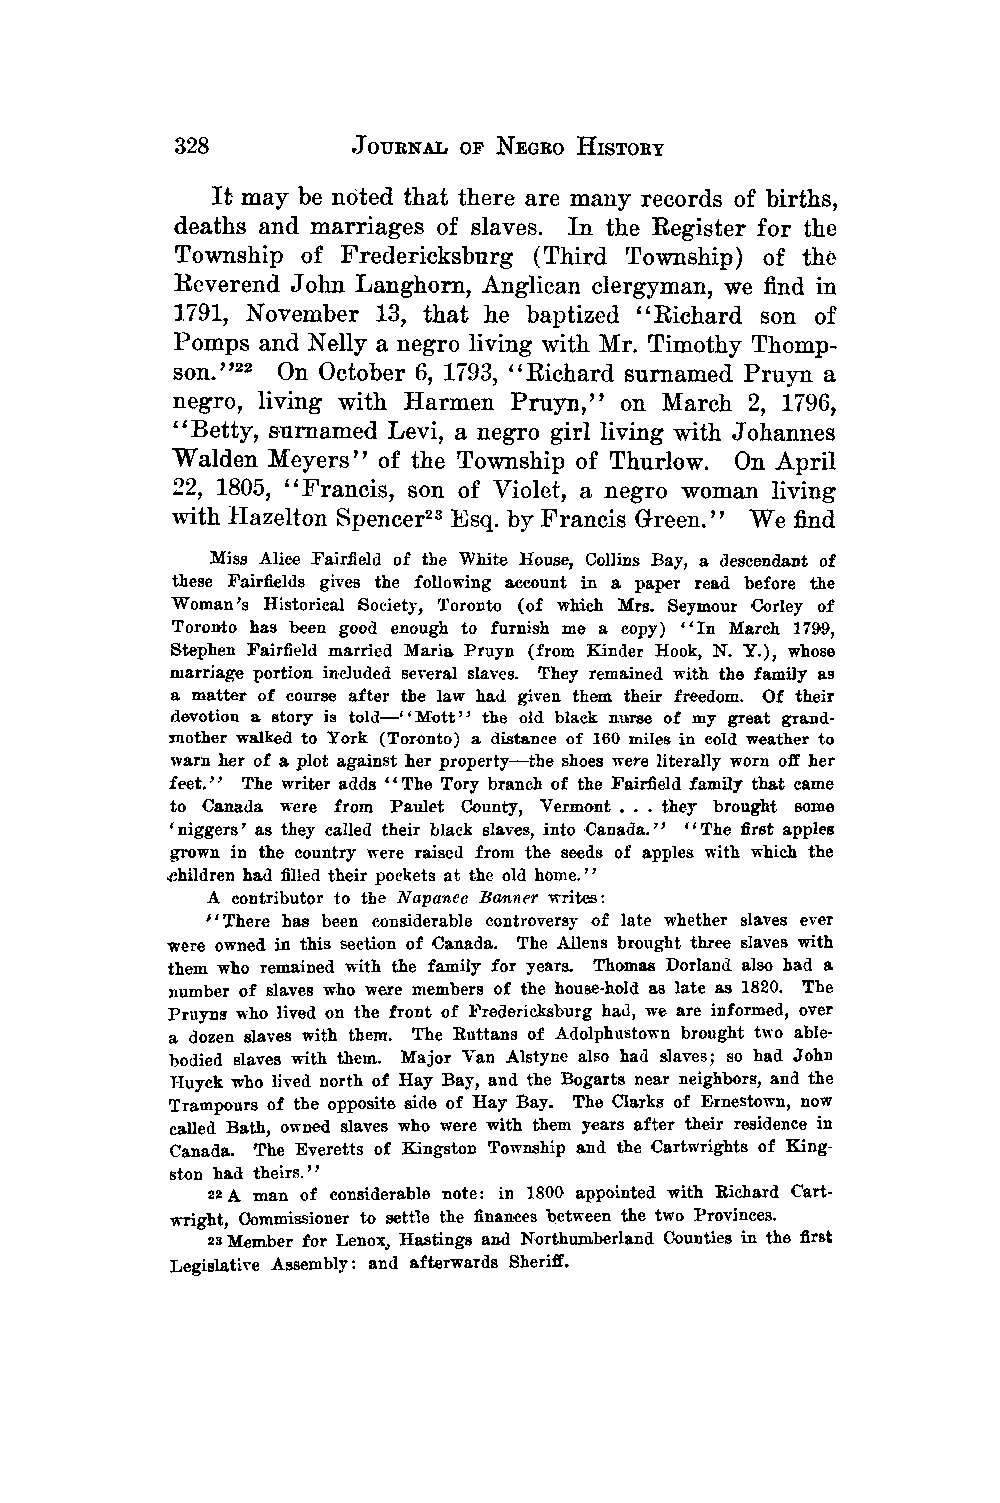 328 JOURNAL OF NEGRO HISTORY
It may be noted that there are many records of births,
deaths and marriages of slaves. In the Register for the
Township of Fredericksburg (Third Township) of the
Reverend John Langhorn, Anglican clergyman, we find in
1791, November 13, that he baptized "Richard son of
Pomps and Nelly a negro living with Mr. Timothy Thomp-
son."22 On October 6, 1793, "Richard surnamed Pruyn a
negro, living with Harmen Pruyn," on March 2, 1796,
"Betty, surnamed Levi, a negro girl living with Johannes
Walden Meyers" of the Township of Thurlow. On April
22, 1805, "Francis, son of Violet, a negro woman living
with Hazelton Spencer23 Esq. by Francis Green." We find
Miss Alice Fairfield of the White House, Collins Bay, a descendant of
these Fairfields gives the following account in a paper read before the
Woman's Historical Society, Toronto (of which Mrs. Seymour Corley of
Toronto has been good enough to furnish me a copy) "In March 1799,
Stephen Fairfield married Maria Pruyn (from Kinder Hook, N. Y.), whose
marriage portion included several slaves. They remained with the family as
a matter of course after the law had given them their freedom. Of their
devotion a story is told—"Mott" the old black nurse of my great grand-
mother walked to York (Toronto) a distance of 160 miles in cold weather to
warn her of a plot against her property—the shoes were literally worn off her
feet." The writer adds "The Tory branch of the Fairfield family that came
to Canada were from Paulet County, Vermont . . . they brought some
'niggers' as they called their black slaves, into Canada." "The first apples
grown in the country were raised from the seeds of apples with which the
children had filled their pockets at the old home."
A contributor to the Napanee Banner writes:
"There has been considerable controversy of late whether slaves ever
were owned in this section of Canada. The Allens brought three slaves with
them who remained with the family for years. Thomas Dorland also had a
number of slaves who were members of the house-hold as late as 1820. The
Pruyns who lived on the front of Fredericksburg had, we are informed, over
a dozen slaves with them. The Ruttans of Adolphustown brought two able-
bodied slaves with them. Major Van Alstyne also had slaves; so had John
Huyck who lived north of Hay Bay, and the Bogarts near neighbors, and the
Trampours of the opposite side of Hay Bay. The Clarks of Ernestown, now
called Bath, owned slaves who were with them years after their residence in
Canada. The Everetts of Kingston Township and the Cartwrights of King-
ston had theirs."
22 A man of considerable note: in 1800 appointed with Richard Cart-
wright, Commissioner to settle the finances between the two Provinces.
23 Member for Lenox, Hastings and Northumberland Counties in the first
Legislative Assembly: and afterwards Sheriff.